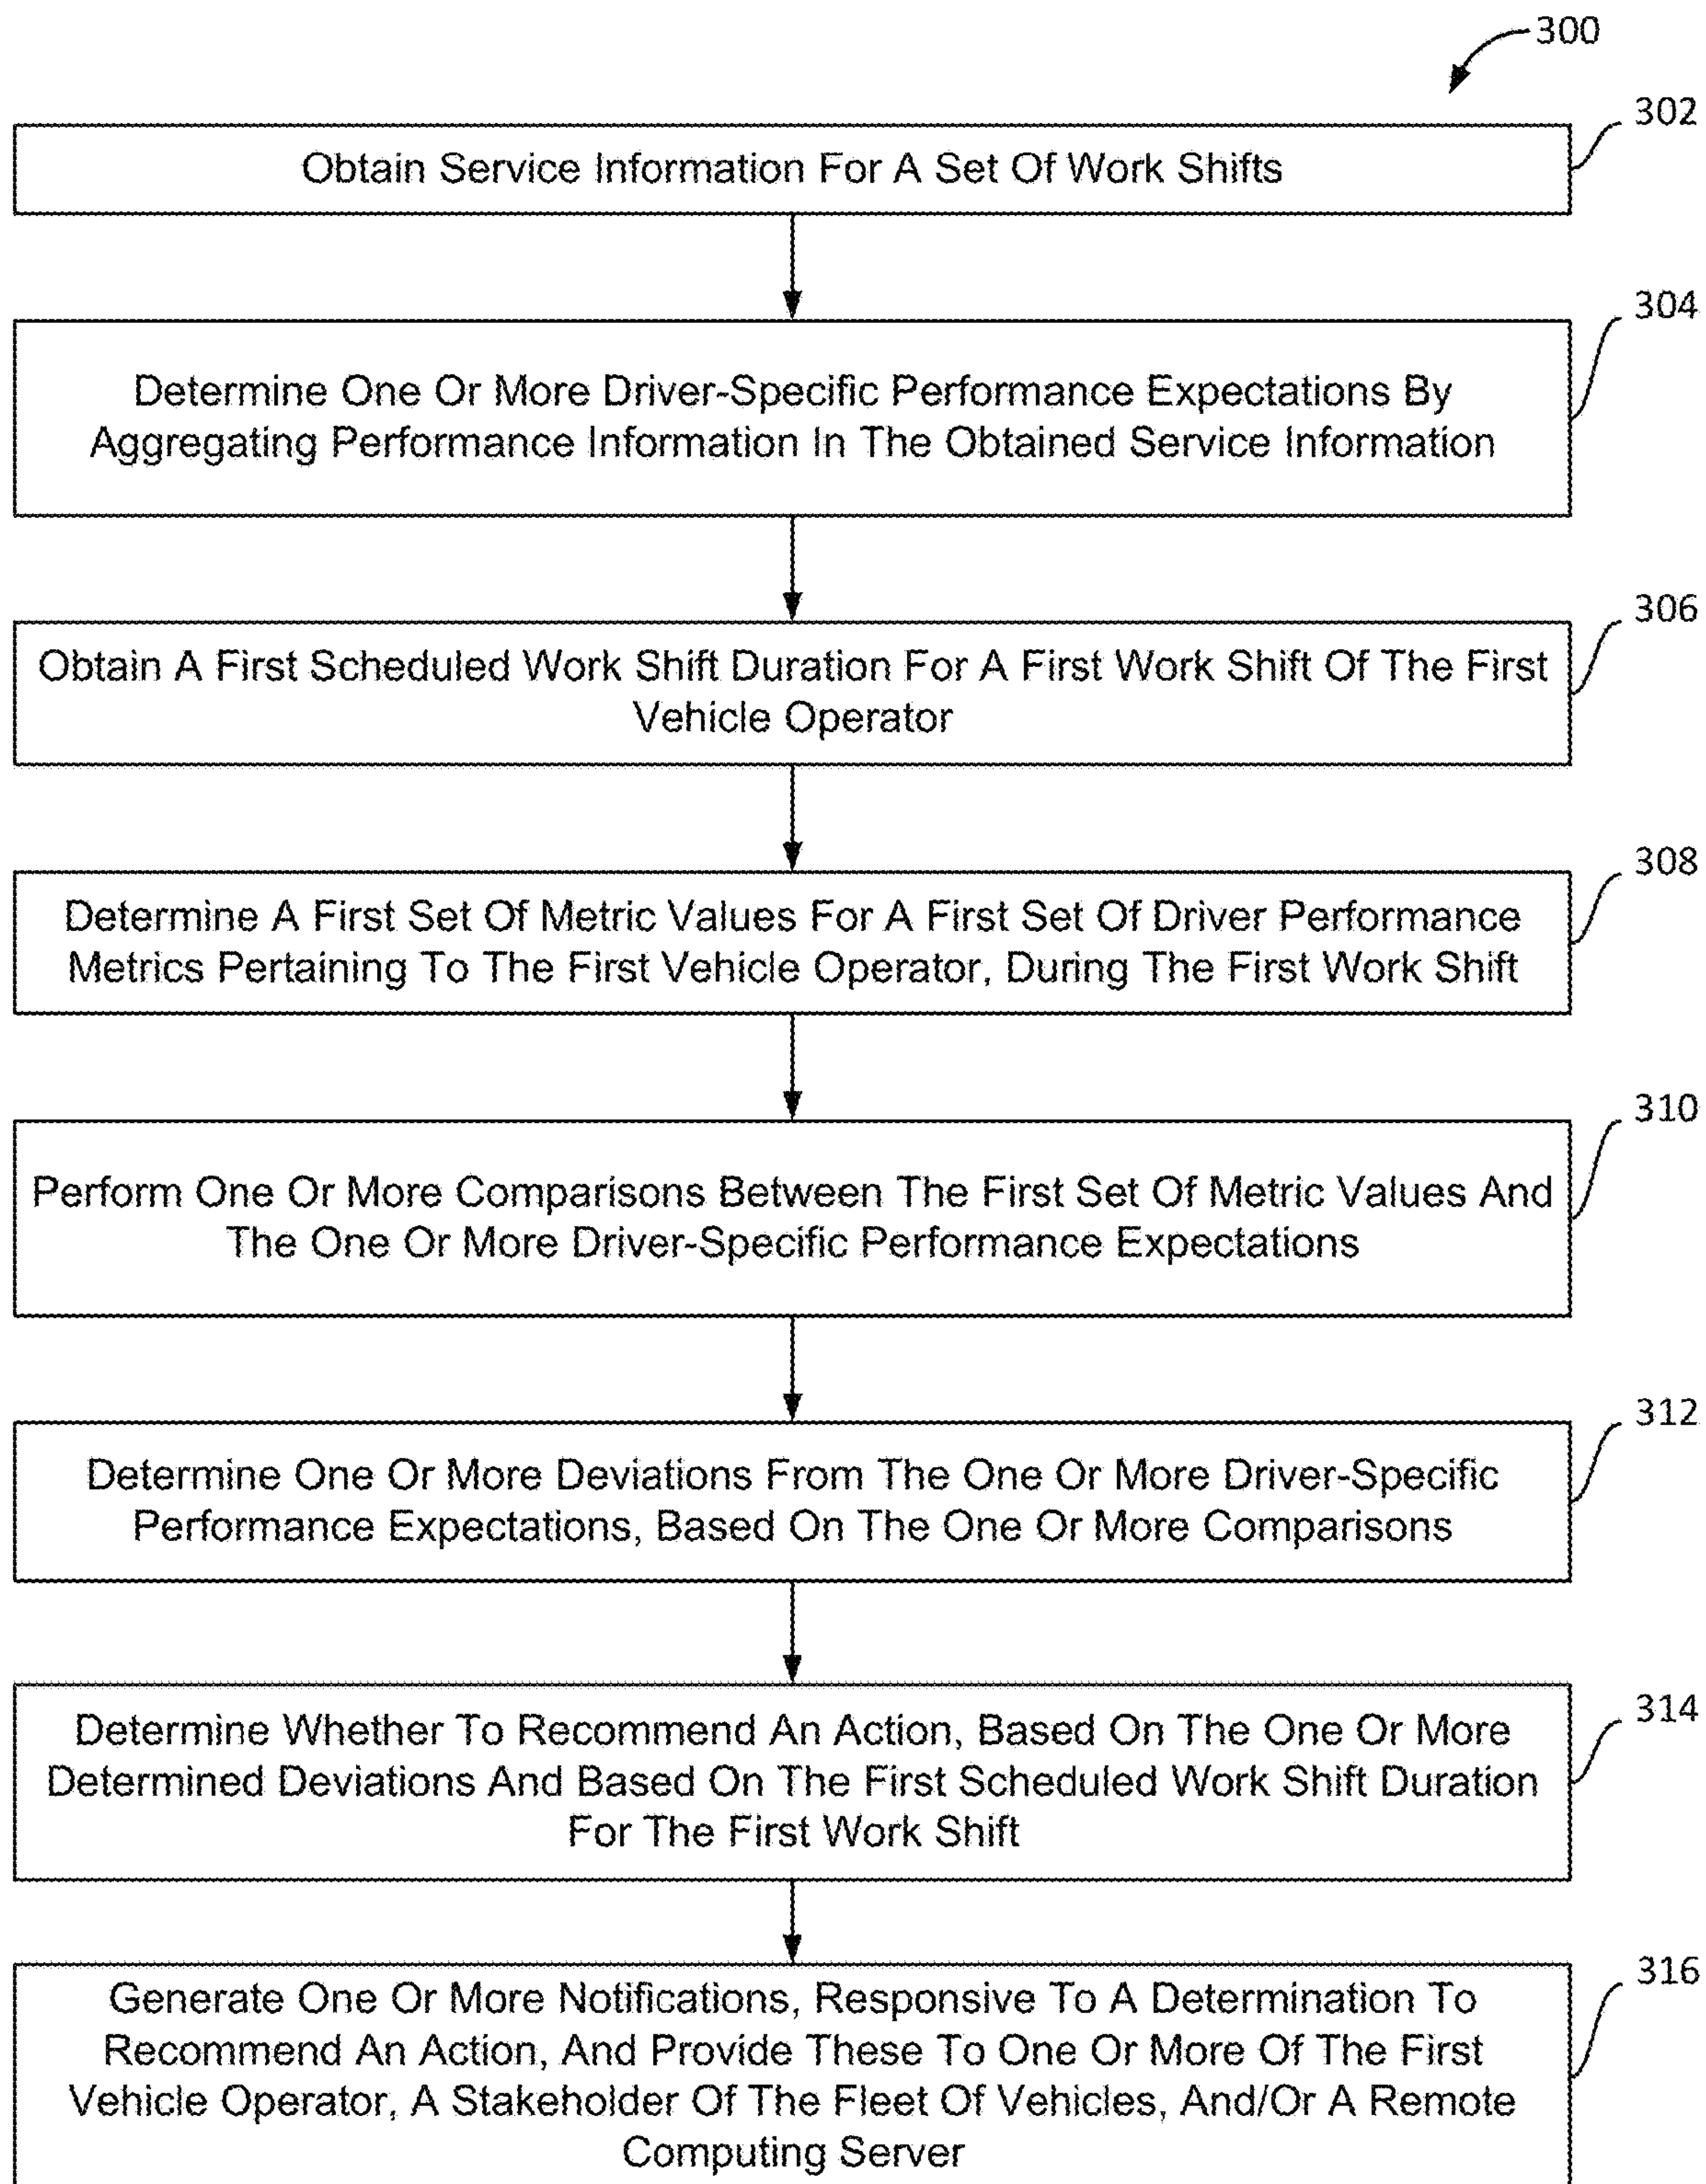 300
302
Obtain Service Information For A Set Of Work Shifts
304
Determine One Or More Driver-Specific Performance Expectations By
Aggregating Performance Information In The Obtained Service Information
306
Obtain A First Scheduled Work Shift Duration For A First Work Shift Of The First
Vehicle Operator
308
Determine A First Set Of Metric Values For A First Set Of Driver Performance
Metrics Pertaining To The First Vehicle Operator, During The First Work Shift
310
Perform One Or More Comparisons Between The First Set Of Metric Values And
The One Or More Driver-Specific Performance Expectations
312
Determine One Or More Deviations From The One Or More Driver-Specific
Performance Expectations, Based On The One Or More Comparisons
314
Determine Whether To Recommend An Action, Based On The One Or More
Determined Deviations And Based On The First Scheduled Work Shift Duration
For The First Work Shift
316
Generate One Or More Notifications, Responsive To A Determination To
Recommend An Action, And Provide These To One Or More Of The First
Vehicle Operator, A Stakeholder Of The Fleet Of Vehicles, And/Or A Remote
Computing Server